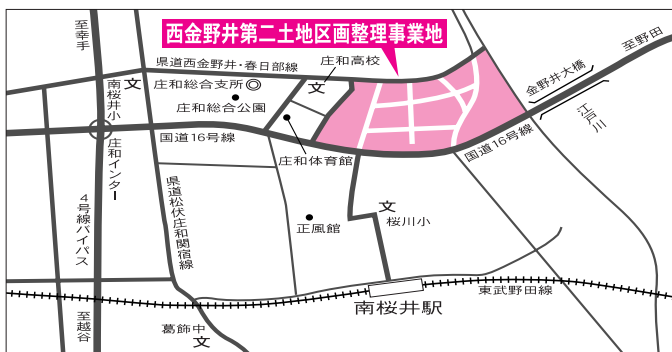 西金野井第二土地区画整理事業地
至幸手
県道西金野井・春日部線
庄和高校
至野田
文
庄和総合支所
文
金野井大橋
南桜井小
庄和総合公園
江戸川
国道16号線
庄和インター
庄和体育館
国道16号線
県道松伏庄和関宿線
4号線バイパス
文
桜川小
正風館
東武野田線
南桜井駅
至越谷
葛飾中
文